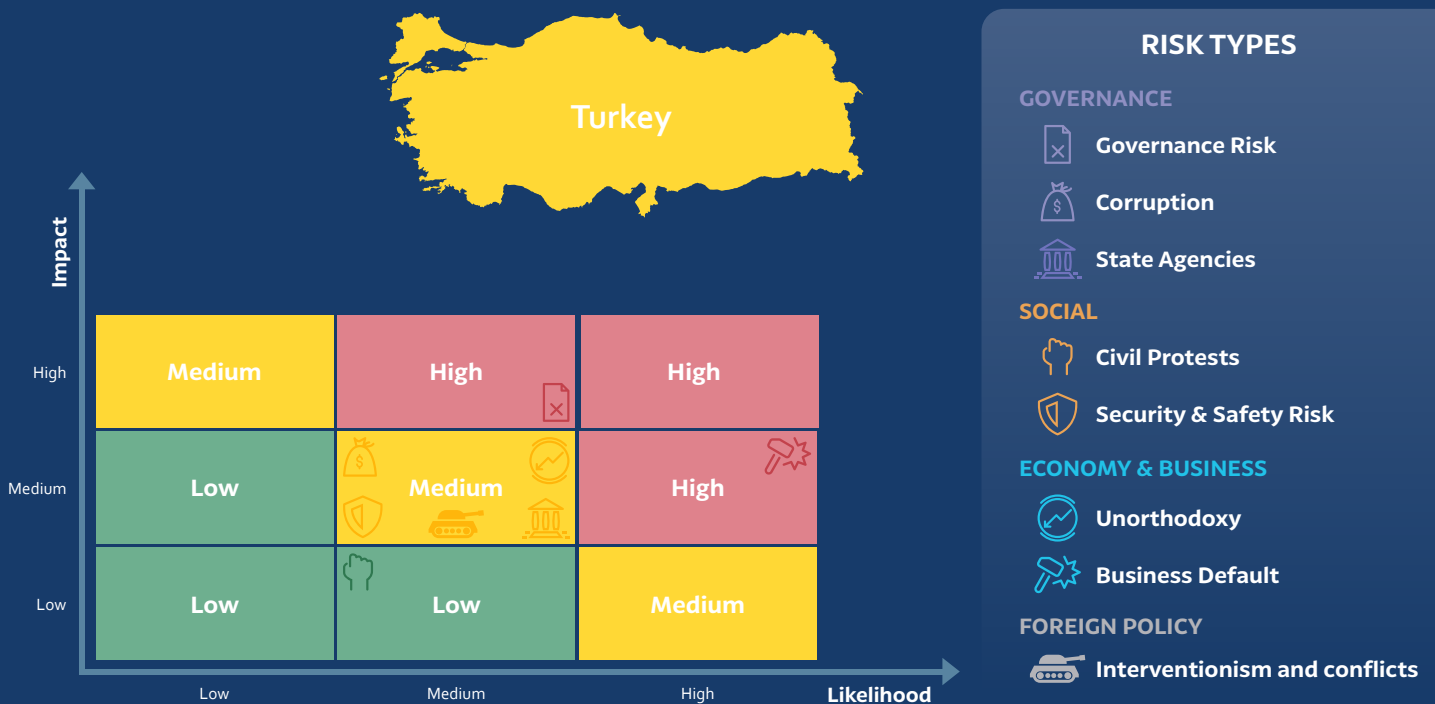 Turkey
Impact
High
Medium
High
High
Medium
Low
Medium
High
Low
Low
Low
Medium
Low
Medium
High
Likelihood
RISK TYPES
GOVERNANCE
Governance Risk
$
Corruption
State Agencies
SOCIAL
Civil Protests
Security & Safety Risk
ECONOMY & BUSINESS
Unorthodoxy
Business Default
FOREIGN POLICY
Interventionism and conflicts